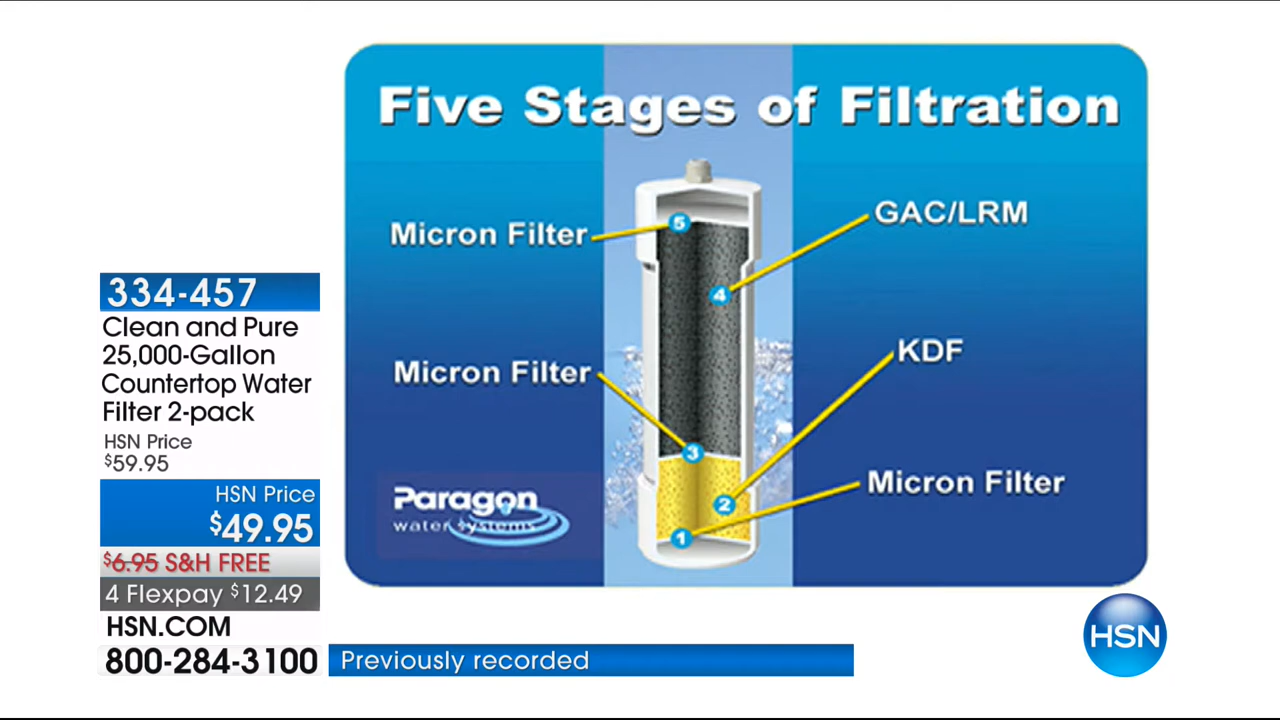 Five Stages of Filtration
Micron Filter
5
GAC/LRM
4
KDF
Micron Filter
3
2
Micron Filter
1
Paragon
water systems
334-457
Clean and Pure
25,000-Gallon
Countertop Water
Filter 2-pack
HSN Price
$59.95
HSN Price
$49.95
$6.95 S&H FREE
4 Flexpay $12.49
HSN.COM
800-284-3100
Previously recorded
HSN